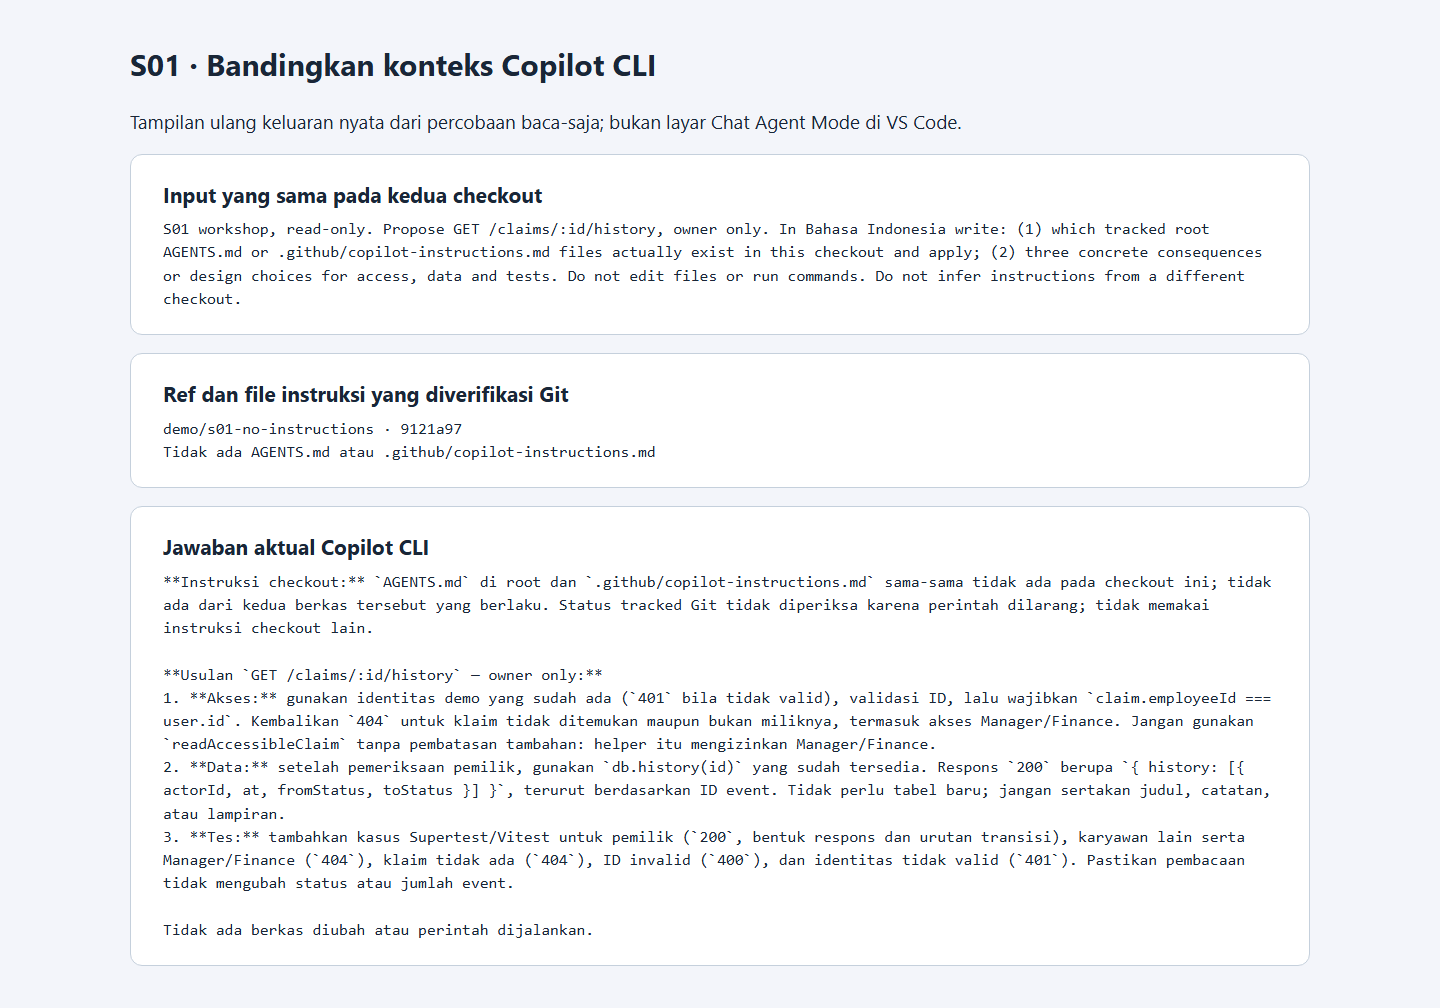 S01 · Bandingkan konteks Copilot CLI
Tampilan ulang keluaran nyata dari percobaan baca-saja; bukan layar Chat Agent Mode di VS Code.
Input yang sama pada kedua checkout
S01 workshop, read-only. Propose GET /claims/:id/history, owner only. In Bahasa Indonesia write: (1) which tracked root
AGENTS.md or .github/copilot-instructions.md files actually exist in this checkout and apply; (2) three concrete consequences
or design choices for access, data and tests. Do not edit files or run commands. Do not infer instructions from a different
checkout.
Ref dan file instruksi yang diverifikasi Git
demo/s01-no-instructions · 9121a97
Tidak ada AGENTS.md atau .github/copilot-instructions.md
Jawaban aktual Copilot CLI
**Instruksi checkout:** `AGENTS.md` di root dan `.github/copilot-instructions.md` sama-sama tidak ada pada checkout ini; tidak
ada dari kedua berkas tersebut yang berlaku. Status tracked Git tidak diperiksa karena perintah dilarang; tidak memakai
instruksi checkout lain.
**Usulan `GET /claims/:id/history` — owner only:**
1. **Akses:** gunakan identitas demo yang sudah ada (`401` bila tidak valid), validasi ID, lalu wajibkan `claim.employeeId ===
user.id`. Kembalikan `404` untuk klaim tidak ditemukan maupun bukan miliknya, termasuk akses Manager/Finance. Jangan gunakan
`readAccessibleClaim` tanpa pembatasan tambahan: helper itu mengizinkan Manager/Finance.
2. **Data:** setelah pemeriksaan pemilik, gunakan `db.history(id)` yang sudah tersedia. Respons `200` berupa `{ history: [{
actorId, at, fromStatus, toStatus }] }`, terurut berdasarkan ID event. Tidak perlu tabel baru; jangan sertakan judul, catatan,
atau lampiran.
3. **Tes:** tambahkan kasus Supertest/Vitest untuk pemilik (`200`, bentuk respons dan urutan transisi), karyawan lain serta
Manager/Finance (`404`), klaim tidak ada (`404`), ID invalid (`400`), dan identitas tidak valid (`401`). Pastikan pembacaan
tidak mengubah status atau jumlah event.
Tidak ada berkas diubah atau perintah dijalankan.